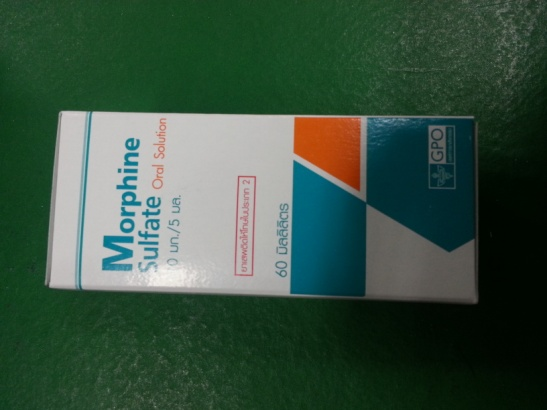 Morphine
Sulfate Oral Solution
0 มก./5 มล.
ยาเสพติดให้โทษในประเภท 2
60 มิลลิลิตร
GPO